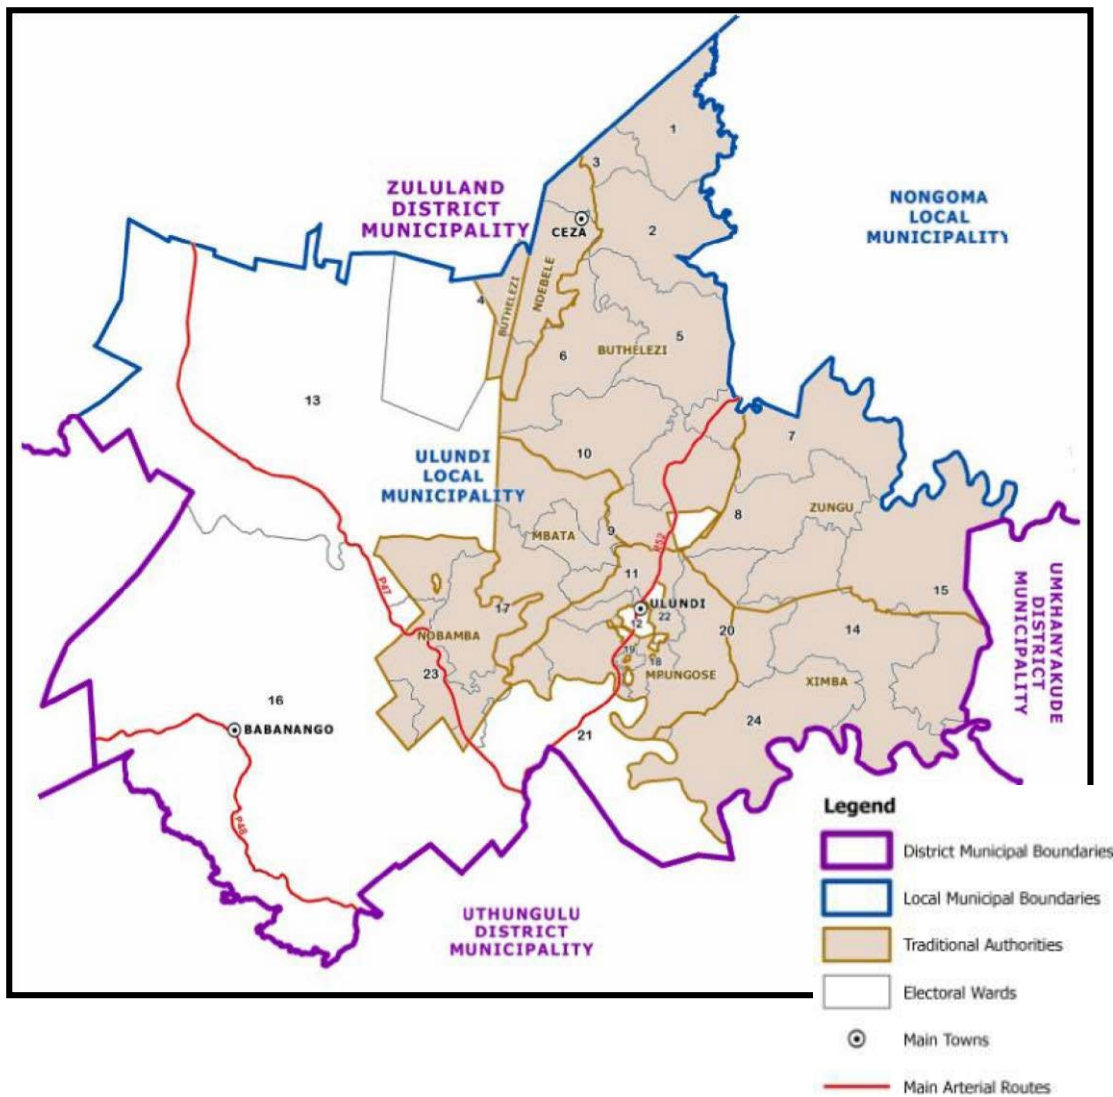 1
3
ZULULAND
DISTRICT
MUNICIPALITY
NONGOMA
LOCAL
MUNICIPALITY
CEZA
2
4
BUTHELEZI
NDEBELE
5
6
BUTHELEZI
13
7
10
ULUNDI
LOCAL
MUNICIPALITY
8
ZUNGU
9
MBATA
P52
11
P47
15
UMKHANYAKUDE
DISTRICT
MUNICIPALITY
17
ULUNDI
22
12
20
14
NOBAMBA
19
18
23
MPUNGOSE
XIMBA
16
24
BABANANGO
21
P48
UTHUNGULU
DISTRICT
MUNICIPALITY
Legend
District Municipal Boundaries
Local Municipal Boundaries
Traditional Authorities
Electoral Wards
Main Towns
Main Arterial Routes